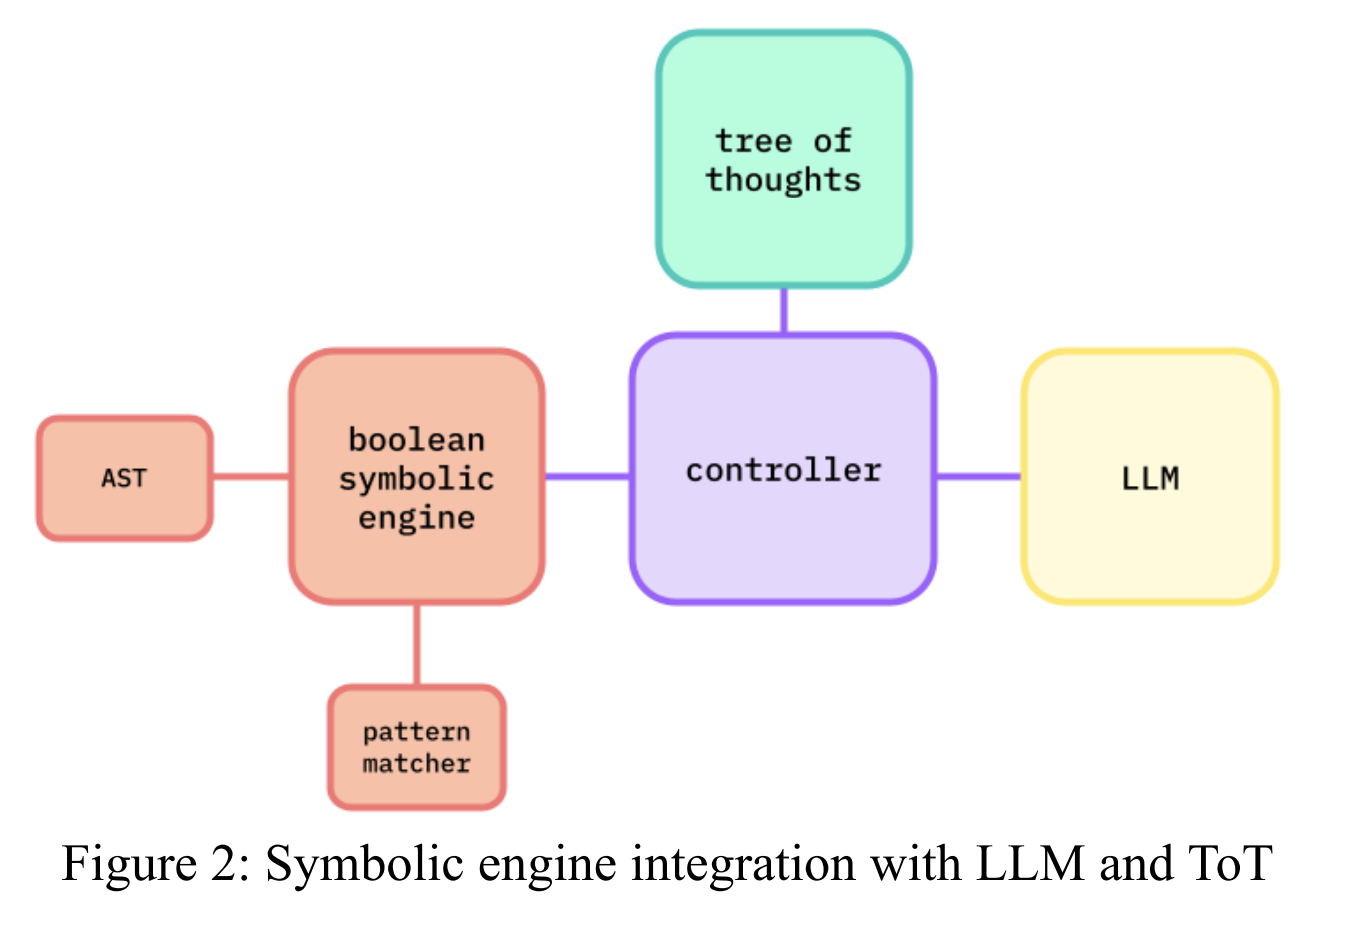 tree of
thoughts
boolean
symbolic
engine
controller
LLM
AST
pattern
matcher
Figure 2: Symbolic engine integration with LLM and ToT